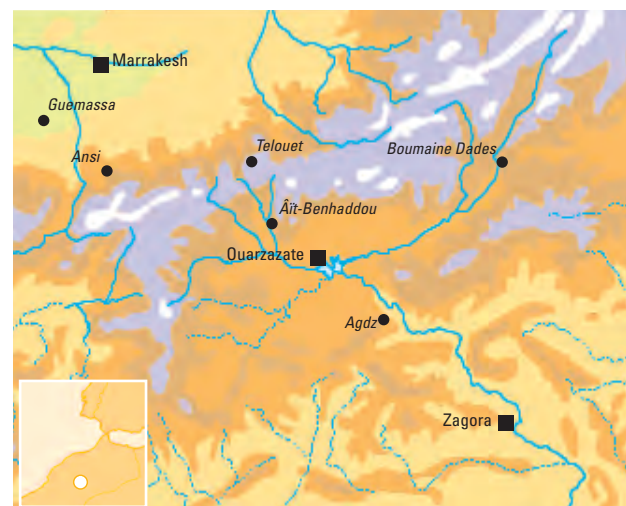 Marrakesh
Guemassa
Ansi
Telouet
Boumaine Dades
Âït-Benhaddou
Ouarzazate
Agdz
Zagora